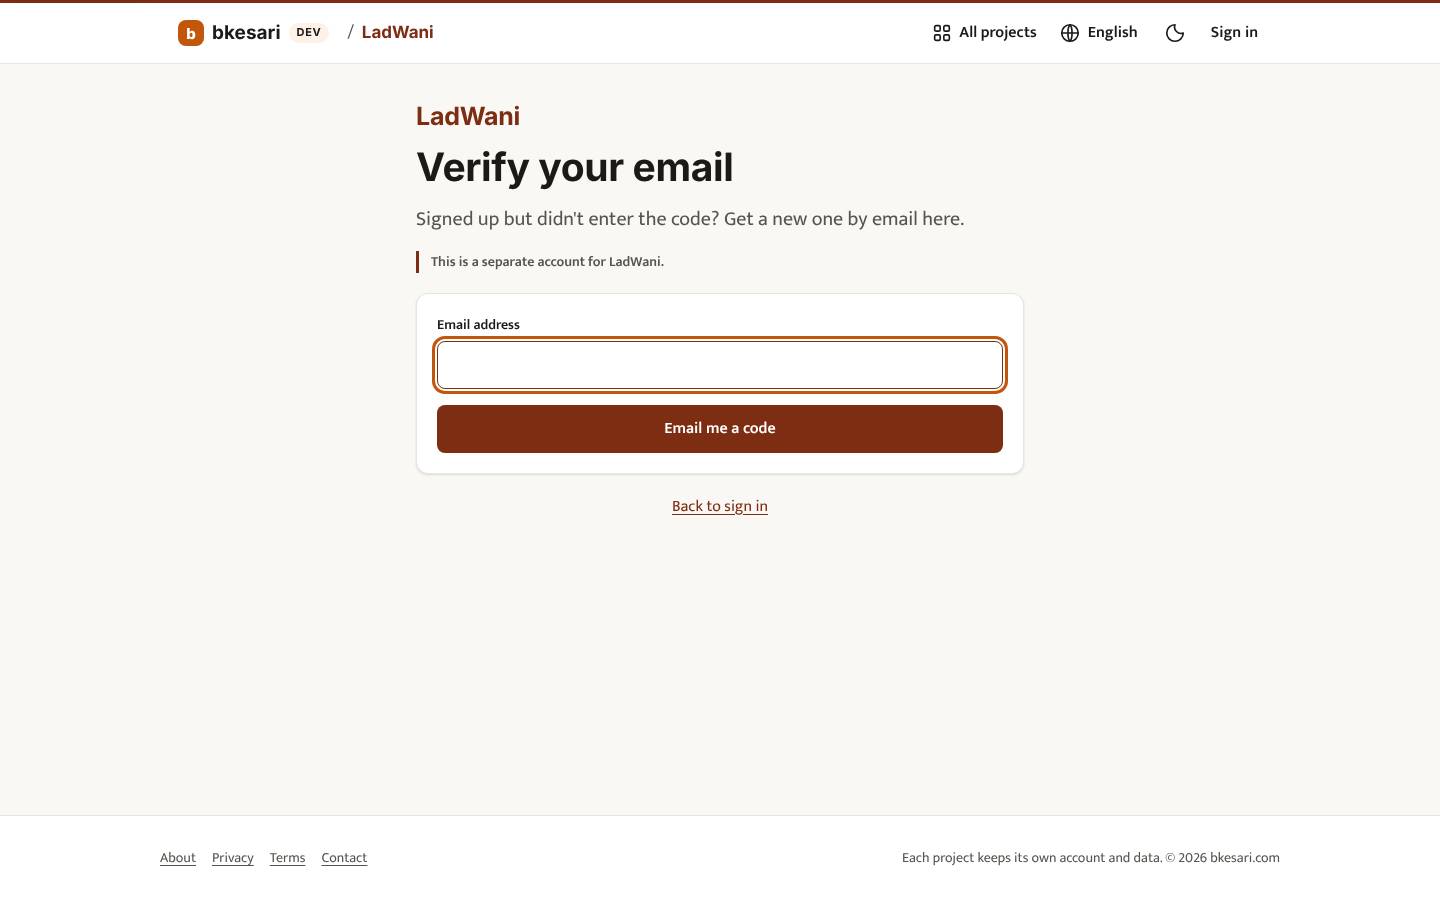 b bkesari DEV / LadWani All projects English Sign in
LadWani
Verify your email
Signed up but didn't enter the code? Get a new one by email here.
This is a separate account for LadWani.
Email address
Email me a code
Back to sign in
About Privacy Terms Contact Each project keeps its own account and data. © 2026 bkesari.com